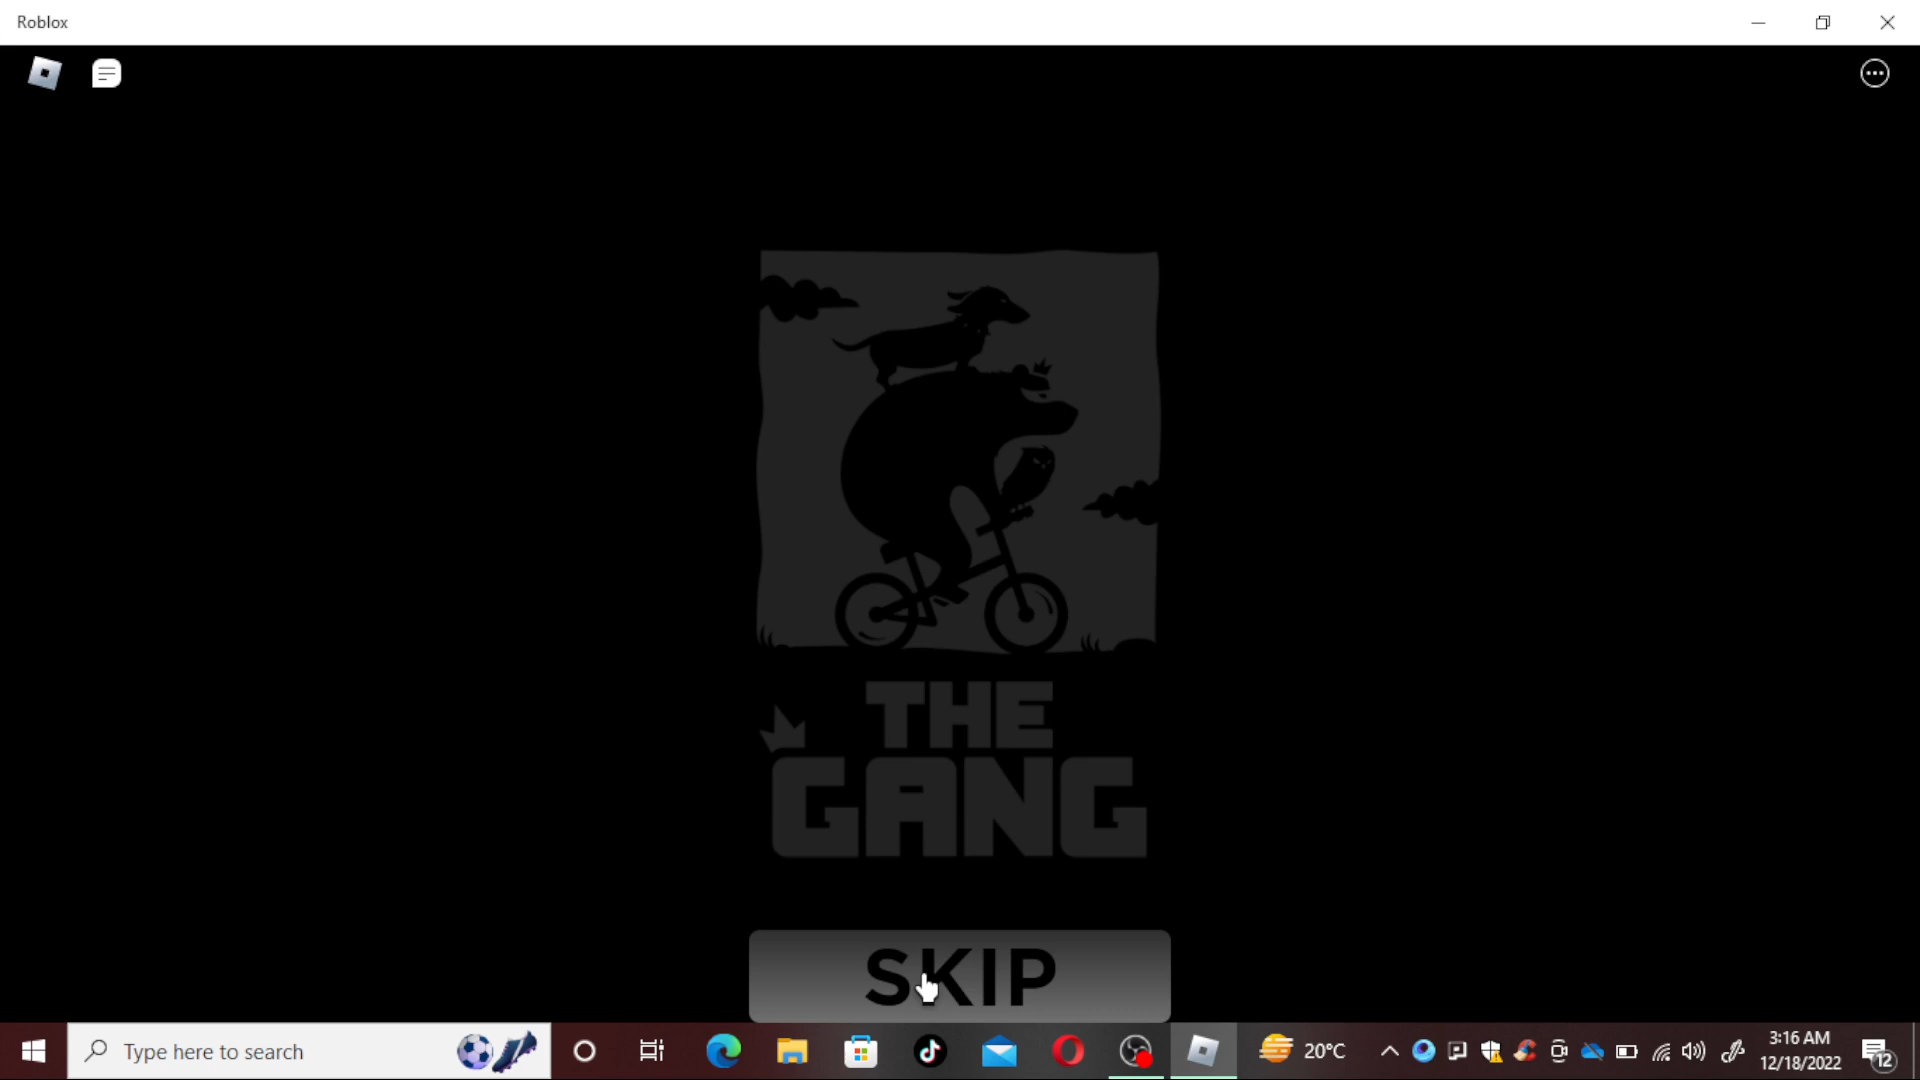 Roblox
THE
GANG
SKIP
Type here to search
20°C
3:16 AM
12/18/2022
12